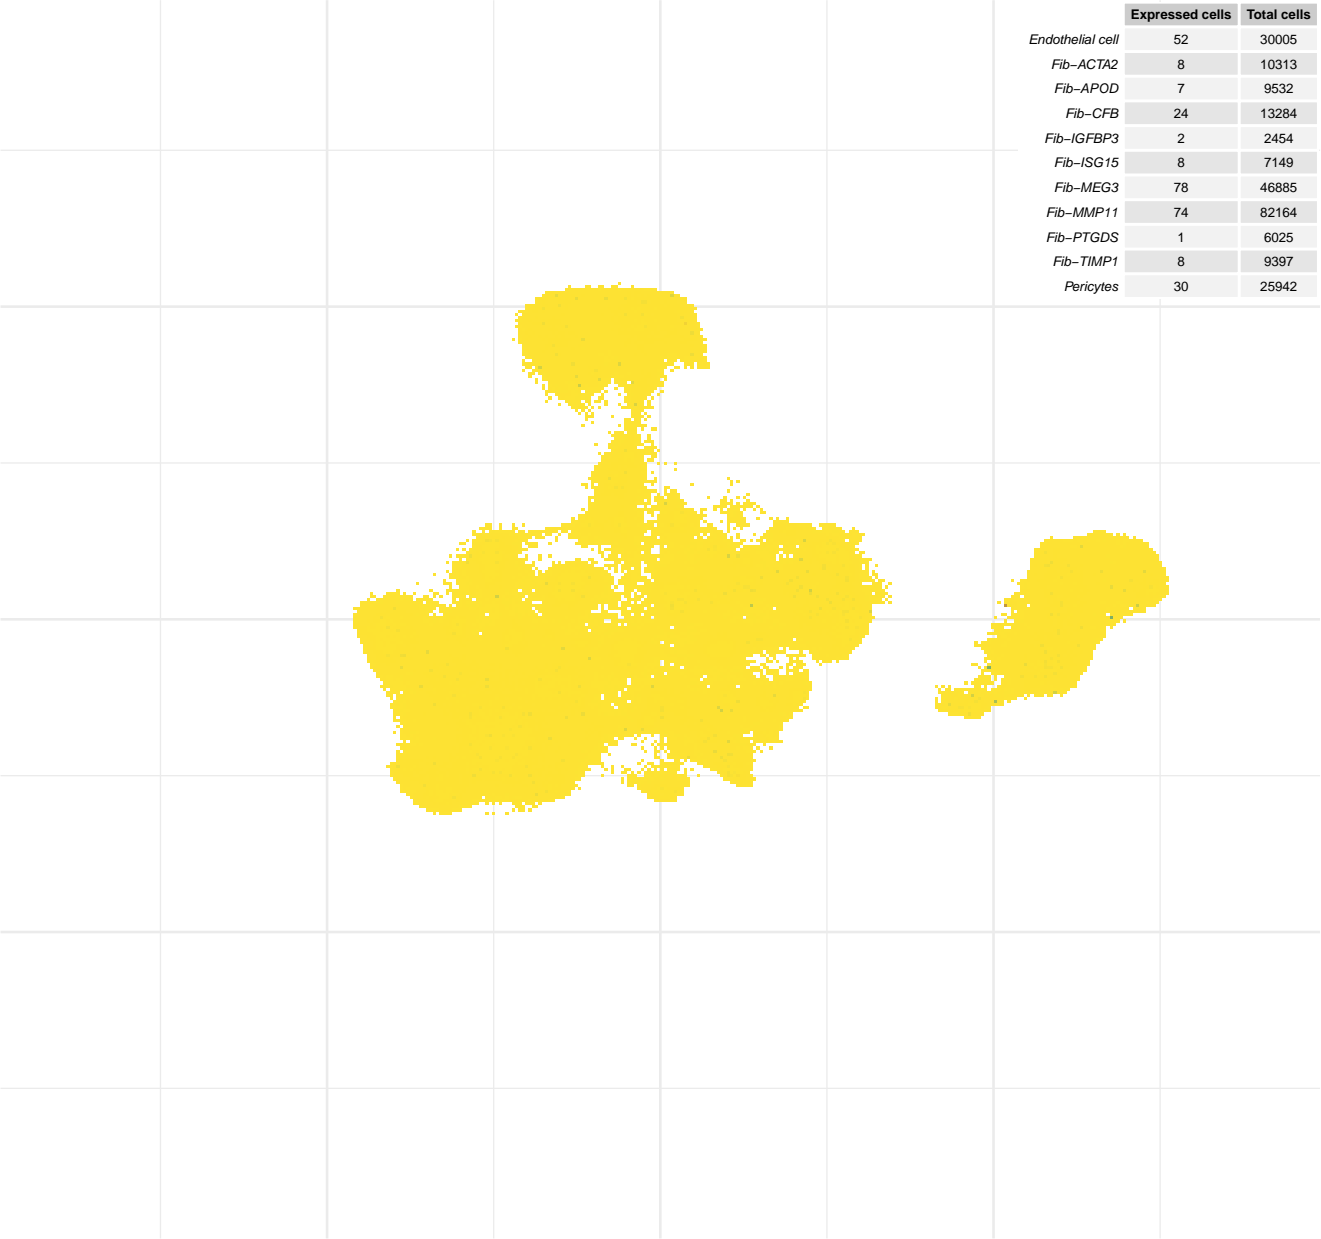 Expressed cells Total cells
Endothelial cell 52 30005
Fib−ACTA2 8 10313
Fib−APOD 7 9532
Fib−CFB 24 13284
Fib−IGFBP3 2 2454
Fib−ISG15 8 7149
Fib−MEG3 78 46885
Fib−MMP11 74 82164
Fib−PTGDS 1 6025
Fib−TIMP1 8 9397
Pericytes 30 25942